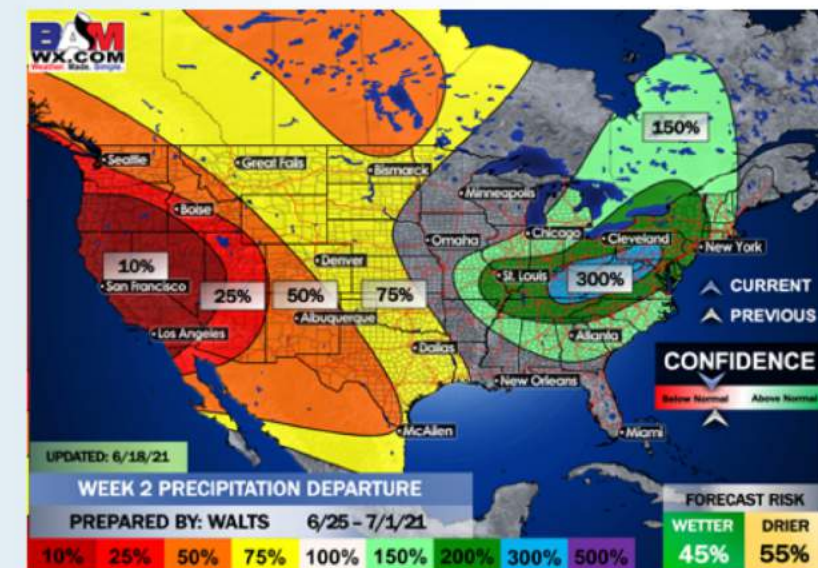 BAM
WX.COM
Weather. Made. Simple.
150%
Seattle
Great Falls
Bismarck
Minneapolis
Boise
Omaha
Chicago
Cleveland
New York
10%
Denver
St. Louis
300%
San Francisco
25%
50%
75%
CURRENT
Albuquerque
PREVIOUS
Los Angeles
Atlanta
Dallas
CONFIDENCE
New Orleans
Below Normal Above Normal
McAllen
Miami
UPDATED: 6/18/21
WEEK 2 PRECIPITATION DEPARTURE
PREPARED BY: WALTS 6/25 - 7/1/21
10% 25% 50% 75% 100% 150% 200% 300% 500%
FORECAST RISK
WETTER DRIER
45% 55%